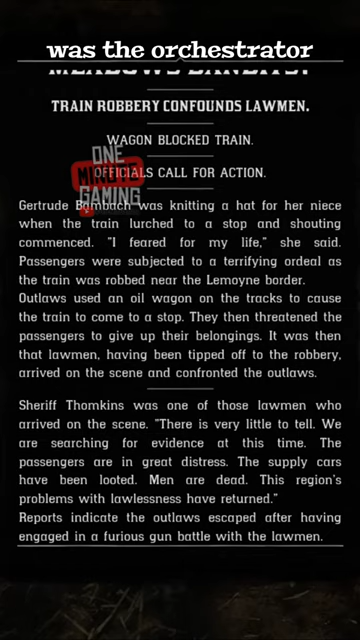 was the orchestrator
MEADOWS BANDITS!
TRAIN ROBBERY CONFOUNDS LAWMEN.
WAGON BLOCKED TRAIN.
OFFICIALS CALL FOR ACTION.
ONE
MINUTE
GAMING
Gertrude Bambach was knitting a hat for her niece
when the train lurched to a stop and shouting
commenced. "I feared for my life," she said.
Passengers were subjected to a terrifying ordeal as
the train was robbed near the Lemoyne border.
Outlaws used an oil wagon on the tracks to cause
the train to come to a stop. They then threatened the
passengers to give up their belongings. It was then
that lawmen, having been tipped off to the robbery,
arrived on the scene and confronted the outlaws.
Sheriff Thomkins was one of those lawmen who
arrived on the scene. "There is very little to tell. We
are searching for evidence at this time. The
passengers are in great distress. The supply cars
have been looted. Men are dead. This region's
problems with lawlessness have returned."
Reports indicate the outlaws escaped after having
engaged in a furious gun battle with the lawmen.